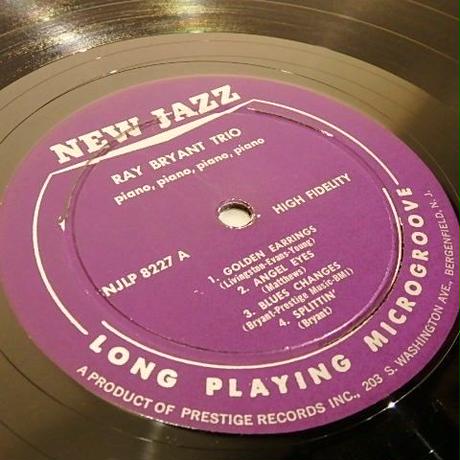 NEW JAZZ
RAY BRYANT TRIO
piano, piano, piano, piano
NJLP 8227 A
HIGH FIDELITY
1. GOLDEN EARRINGS
(Livingston-Evans-Young)
2. ANGEL EYES
(Matthews)
3. BLUES CHANGES
(Bryant-Prestige Music-BMI)
4. SPLITTIN'
(Bryant)
LONG PLAYING MICROGROOVE
A PRODUCT OF PRESTIGE RECORDS INC., 203 S. WASHINGTON AVE., BERGENFIELD, N. J.